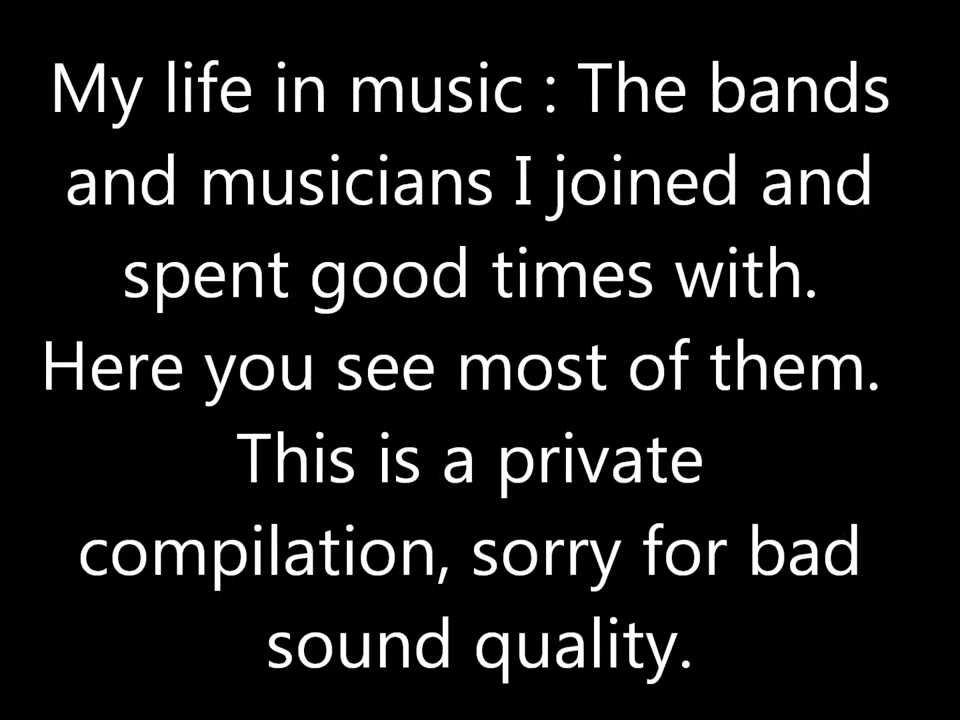 My life in music : The bands
and musicians I joined and
spent good times with.
Here you see most of them.
This is a private
compilation, sorry for bad
sound quality.